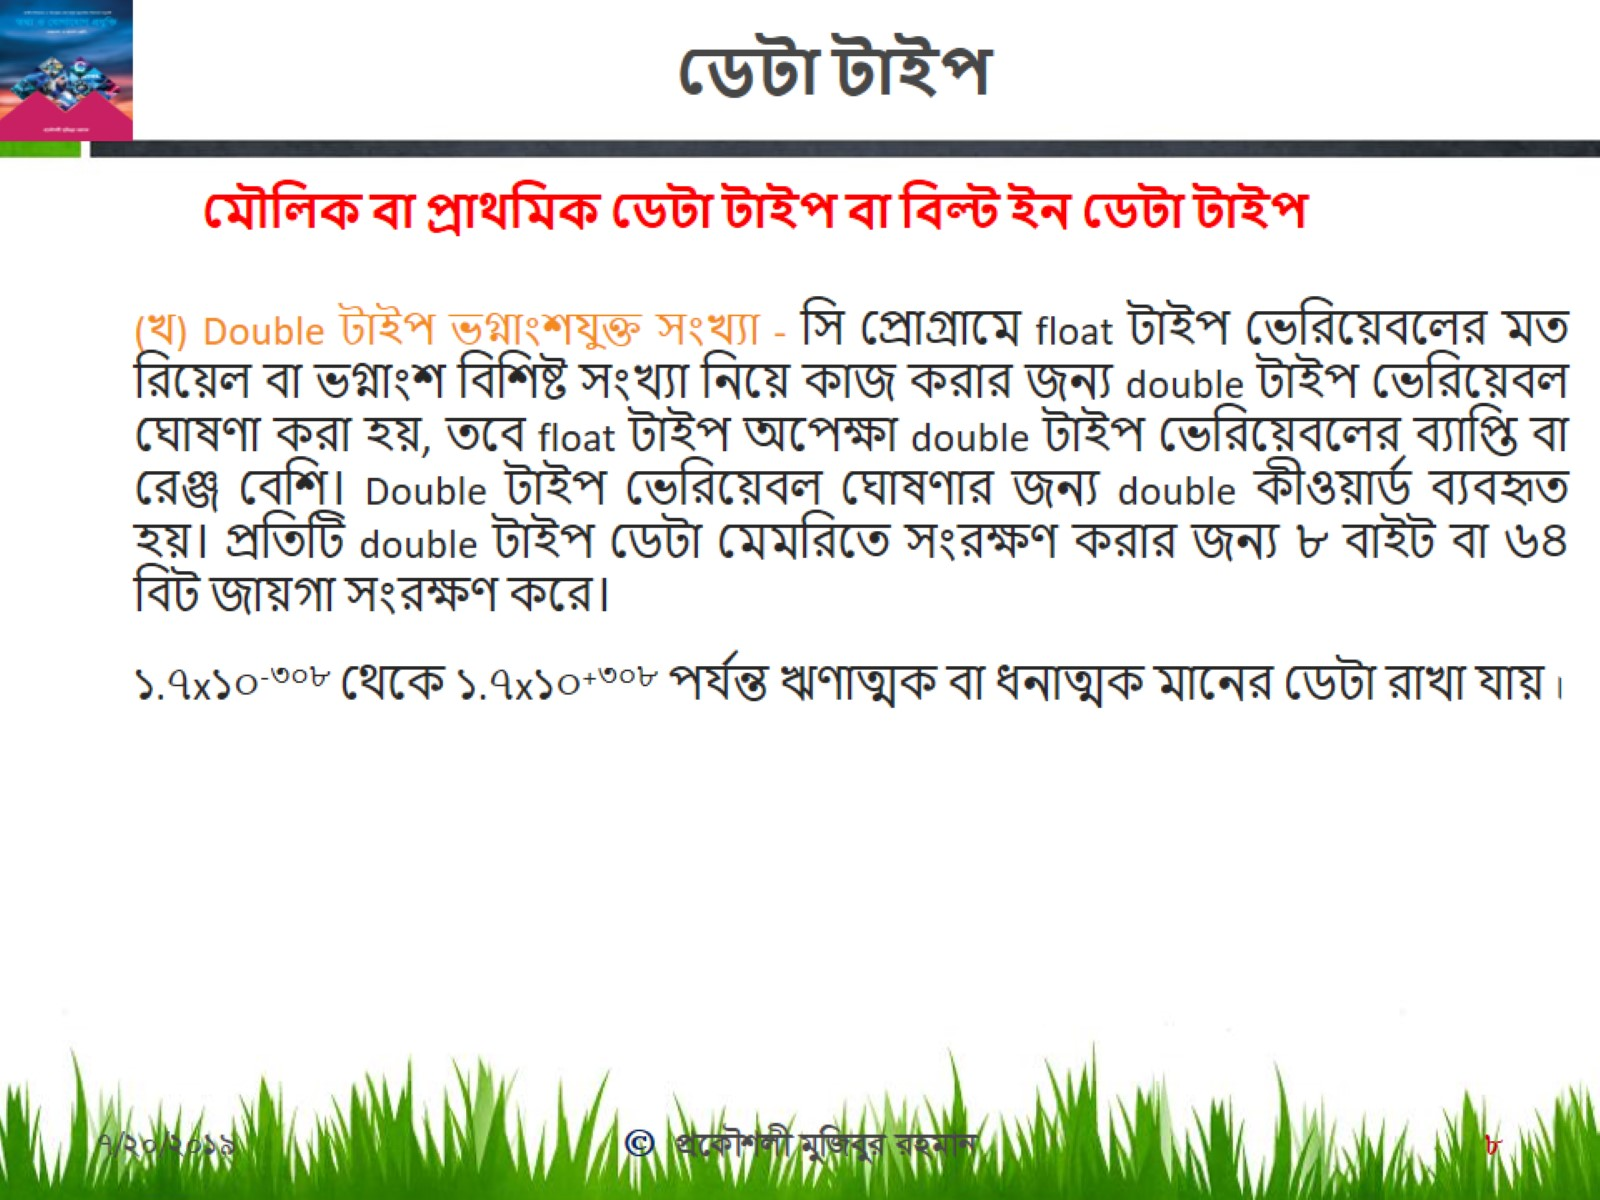 ডেটা টাইপ
মৌলিক বা প্রাথমিক ডেটা টাইপ বা বিল্ট ইন ডেটা টাইপ
(খ) Double টাইপ ভগ্নাংশযুক্ত সংখ্যা - সি প্রোগ্রামে float টাইপ ভেরিয়েবলের মত
রিয়েল বা ভগ্নাংশ বিশিষ্ট সংখ্যা নিয়ে কাজ করার জন্য double টাইপ ভেরিয়েবল
ঘোষণা করা হয়, তবে float টাইপ অপেক্ষা double টাইপ ভেরিয়েবলের ব্যাপ্তি বা
রেঞ্জ বেশি। Double টাইপ ভেরিয়েবল ঘোষণার জন্য double কীওয়ার্ড ব্যবহৃত
হয়। প্রতিটি double টাইপ ডেটা মেমরিতে সংরক্ষণ করার জন্য ৮ বাইট বা ৬৪
বিট জায়গা সংরক্ষণ করে।
১.৭x১০⁻³⁰⁸ থেকে ১.৭x১০⁺³⁰⁸ পর্যন্ত ঋণাত্মক বা ধনাত্মক মানের ডেটা রাখা যায়।
৭/২০/২০১৯
© প্রকৌশলী মুজিবুর রহমান
৮